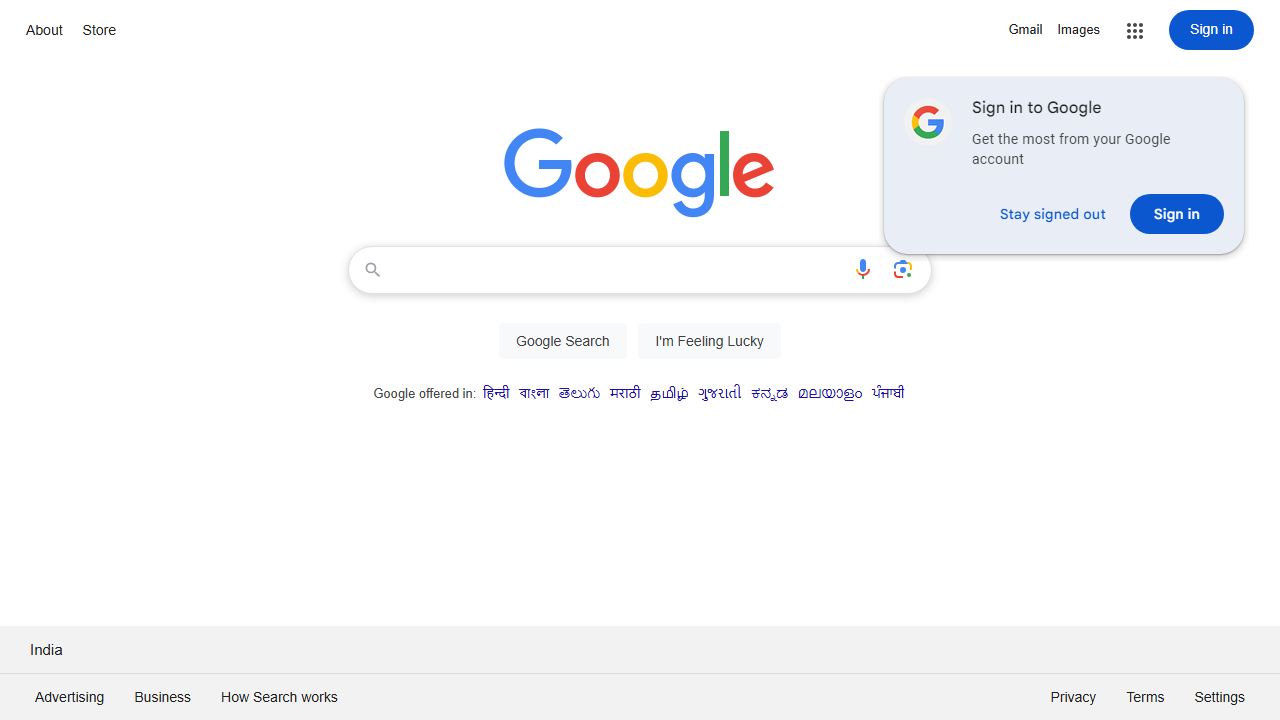 About Store Gmail Images Sign in
Google
Sign in to Google
Get the most from your Google
account
Stay signed out Sign in
Google Search I'm Feeling Lucky
Google offered in: हिन्दी বাংলা తెలుగు मराठी தமிழ் ગુજરાતી ಕನ್ನಡ മലയാളം ਪੰਜਾਬੀ
India
Advertising Business How Search works Privacy Terms Settings